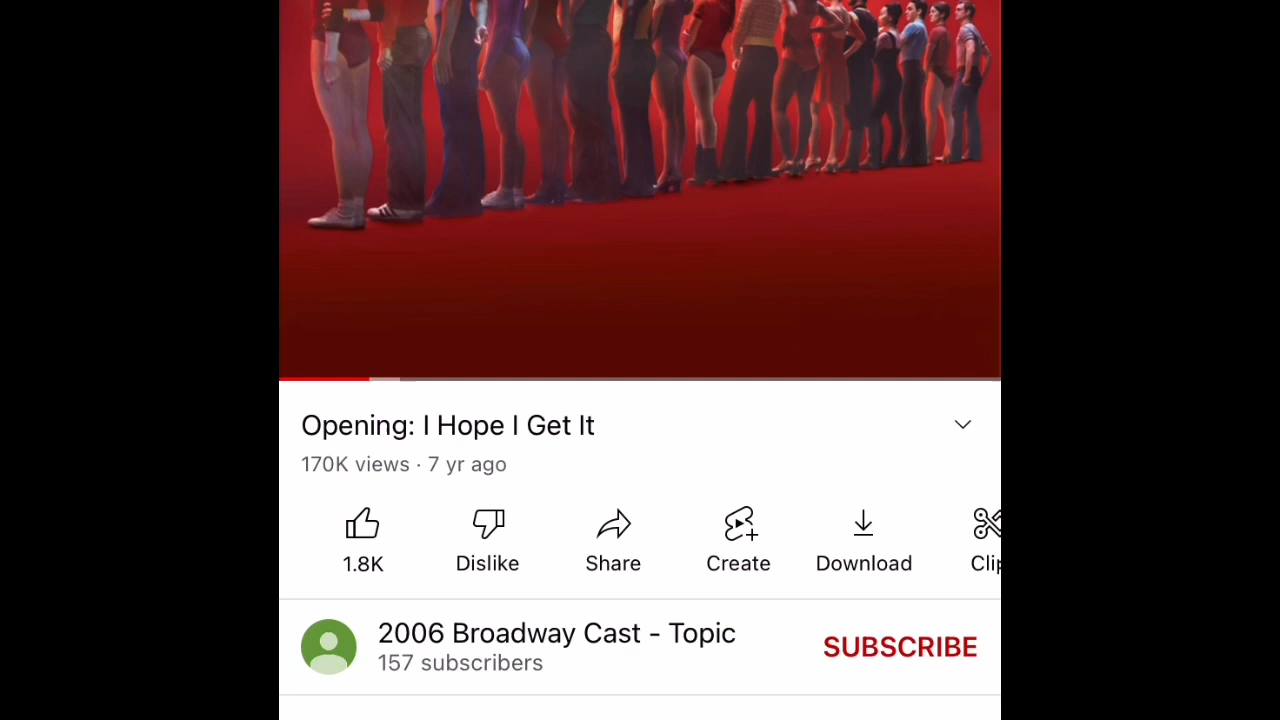 Opening: I Hope I Get It
170K views · 7 yr ago
1.8K
Dislike
Share
Create
Download
Clip
2006 Broadway Cast - Topic
157 subscribers
SUBSCRIBE